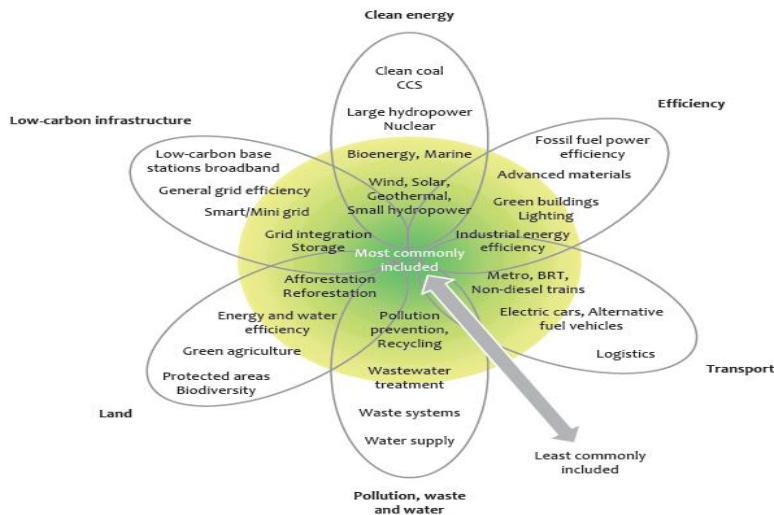 Clean energy
Clean coal
CCS
Large hydropower
Nuclear
Bioenergy, Marine
Wind, Solar,
Geothermal,
Small hydropower
Efficiency
Fossil fuel power
efficiency
Advanced materials
Green buildings
Lighting
Industrial energy
efficiency
Low-carbon infrastructure
Low-carbon base
stations broadband
General grid efficiency
Smart/Mini grid
Grid integration
Storage
Most commonly
included
Afforestation
Reforestation
Energy and water
efficiency
Green agriculture
Protected areas
Biodiversity
Land
Pollution
prevention,
Recycling
Wastewater
treatment
Waste systems
Water supply
Pollution, waste
and water
Metro, BRT,
Non-diesel trains
Electric cars, Alternative
fuel vehicles
Logistics
Transport
Least commonly
included